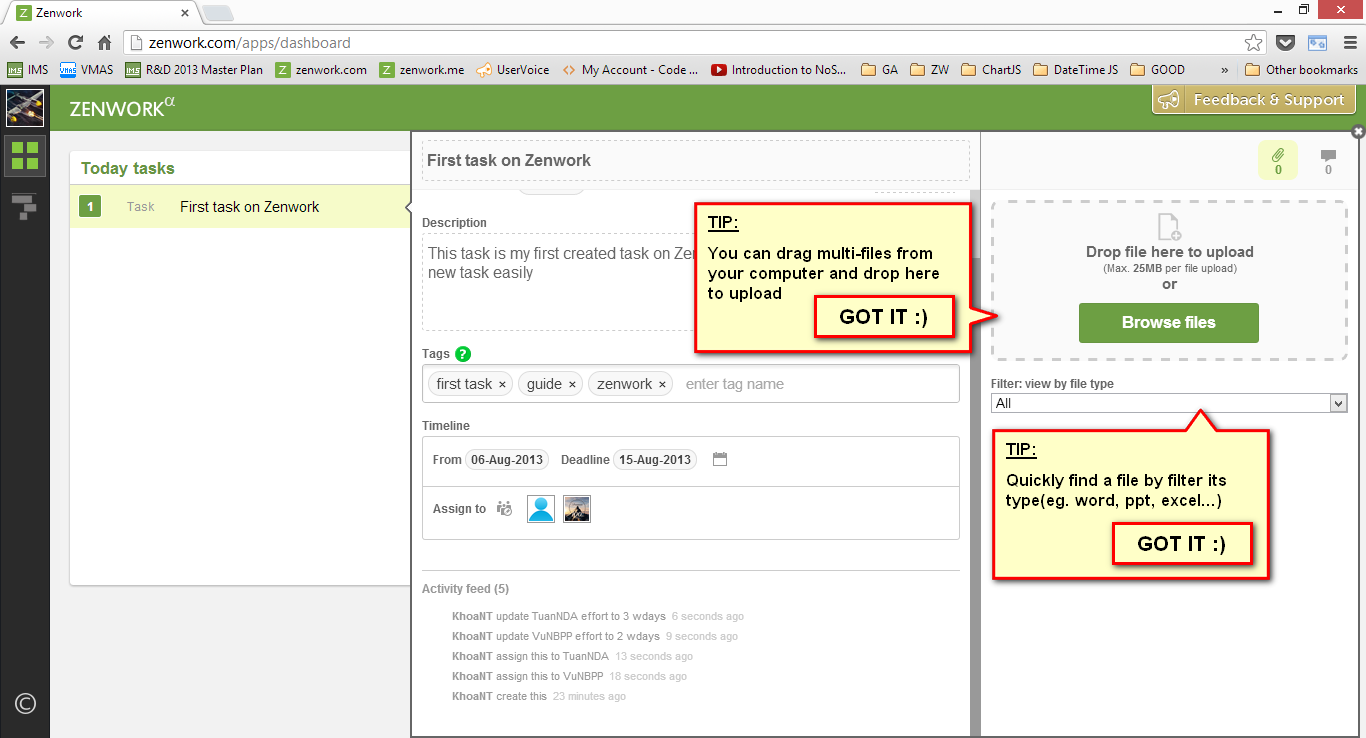 Zenwork
zenwork.com/apps/dashboard
IMS
VMAS
R&D 2013 Master Plan
zenwork.com
zenwork.me
UserVoice
My Account - Code ...
Introduction to NoS...
GA
ZW
ChartJS
DateTime JS
GOOD
»
Other bookmarks
ZENWORKα
Feedback & Support
Today tasks
1 Task First task on Zenwork
First task on Zenwork
0
0
Description
This task is my first created task on Zen
new task easily
TIP:
You can drag multi-files from
your computer and drop here
to upload
GOT IT :)
Drop file here to upload
(Max. 25MB per file upload)
or
Browse files
Tags ?
first task × guide × zenwork × enter tag name
Filter: view by file type
All
Timeline
From 06-Aug-2013 Deadline 15-Aug-2013
Assign to
TIP:
Quickly find a file by filter its
type(eg. word, ppt, excel...)
GOT IT :)
Activity feed (5)
KhoaNT update TuanNDA effort to 3 wdays 6 seconds ago
KhoaNT update VuNBPP effort to 2 wdays 9 seconds ago
KhoaNT assign this to TuanNDA 13 seconds ago
KhoaNT assign this to VuNBPP 18 seconds ago
KhoaNT create this 23 minutes ago
©